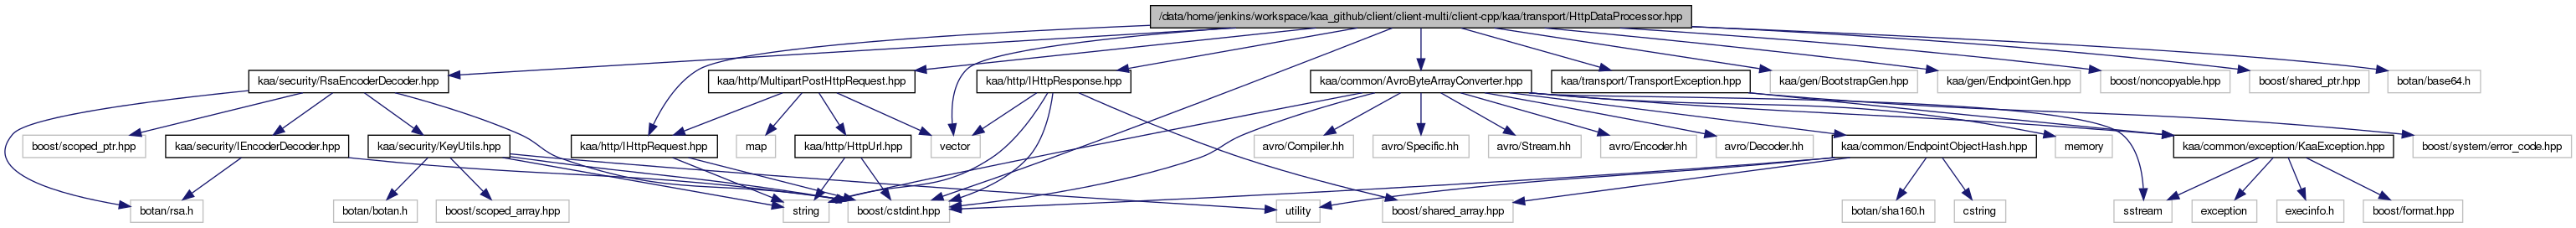 /data/home/jenkins/workspace/kaa_github/client/client-multi/client-cpp/kaa/transport/HttpDataProcessor.hpp
kaa/security/RsaEncoderDecoder.hpp
kaa/http/MultipartPostHttpRequest.hpp
kaa/http/IHttpResponse.hpp
kaa/common/AvroByteArrayConverter.hpp
kaa/transport/TransportException.hpp
kaa/gen/BootstrapGen.hpp
kaa/gen/EndpointGen.hpp
boost/noncopyable.hpp
boost/shared_ptr.hpp
botan/base64.h
boost/scoped_ptr.hpp
kaa/security/IEncoderDecoder.hpp
kaa/security/KeyUtils.hpp
kaa/http/IHttpRequest.hpp
map
kaa/http/HttpUrl.hpp
vector
avro/Compiler.hh
avro/Specific.hh
avro/Stream.hh
avro/Encoder.hh
avro/Decoder.hh
kaa/common/EndpointObjectHash.hpp
memory
kaa/common/exception/KaaException.hpp
boost/system/error_code.hpp
botan/rsa.h
botan/botan.h
boost/scoped_array.hpp
string
boost/cstdint.hpp
utility
boost/shared_array.hpp
botan/sha160.h
cstring
sstream
exception
execinfo.h
boost/format.hpp